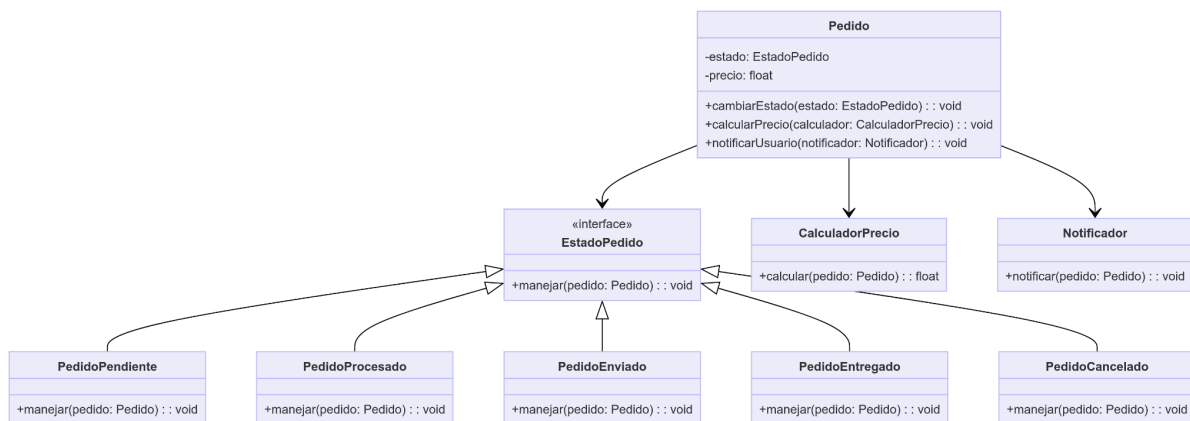 Pedido
-estado: EstadoPedido
-precio: float
+cambiarEstado(estado: EstadoPedido) : : void
+calcularPrecio(calculador: CalculadorPrecio) : : void
+notificarUsuario(notificador: Notificador) : : void
«interface»
EstadoPedido
+manejar(pedido: Pedido) : : void
CalculadorPrecio
+calcular(pedido: Pedido) : : float
Notificador
+notificar(pedido: Pedido) : : void
PedidoPendiente
+manejar(pedido: Pedido) : : void
PedidoProcesado
+manejar(pedido: Pedido) : : void
PedidoEnviado
+manejar(pedido: Pedido) : : void
PedidoEntregado
+manejar(pedido: Pedido) : : void
PedidoCancelado
+manejar(pedido: Pedido) : : void